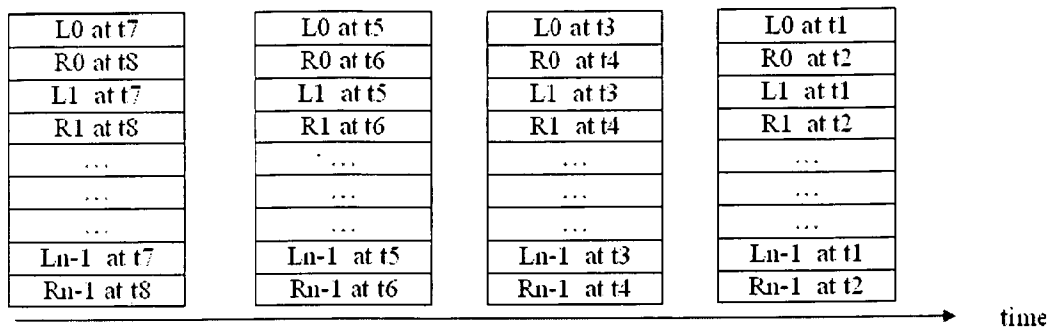 L0 at t7 L0 at t5 L0 at t3 L0 at t1
R0 at t8 R0 at t6 R0 at t4 R0 at t2
L1 at t7 L1 at t5 L1 at t3 L1 at t1
R1 at t8 R1 at t6 R1 at t4 R1 at t2
... ... ... ...
... ... ... ...
... ... ... ...
Ln-1 at t7 Ln-1 at t5 Ln-1 at t3 Ln-1 at t1
Rn-1 at t8 Rn-1 at t6 Rn-1 at t4 Rn-1 at t2
time